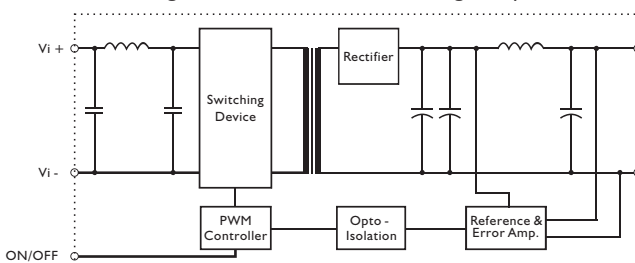 Vi +
Rectifier
Switching
Device
Vi -
PWM
Controller
Opto -
Isolation
Reference &
Error Amp.
ON/OFF